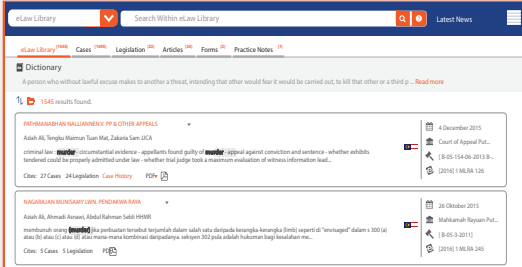 eLaw Library
Search Within eLaw Library
Latest News
eLaw Library (1545) Cases (1495) Legislation (22) Articles (25) Forms (2) Practice Notes (1)
Dictionary
A person who without lawful excuse makes to another a threat, intending that other would fear it would be carried out, to kill that other or a third p ... Read more
1545 results found.
PATHMANABHAN NALLIANNEN V. PP & OTHER APPEALS
Aziah Ali, Tengku Maimun Tuan Mat, Zakaria Sam JJCA
criminal law : murder - circumstantial evidence - appellants found guilty of murder - appeal against conviction and sentence - whether exhibits
tendered could be properly admitted under law - whether trial judge took a maximum evaluation of witness information lead...
Cites: 27 Cases 24 Legislation Case History PDF
4 December 2015
Court of Appeal Put...
[ B-05-154-06-2013 B...
[2016] 1 MLRA 126
NAGARAJAN MUNISAMY LWN. PENDAKWA RAYA
Aziah Ali, Ahmadi Asnawi, Abdul Rahman Sebli HHMR
membunuh orang (murder) jika perbuatan tersebut terjumlah dalam salah satu daripada kerangka-kerangka (limb) seperti di "envisaged" dalam s 300 (a)
atau (b) atau (c) atau (d) atau mana-mana kombinasi daripadanya. seksyen 302 pula adalah hukuman bagi kesalahan me...
Cites: 5 Cases 5 Legislation PDF
26 Oktober 2015
Mahkamah Rayuan Put...
[ B-05-3-2011]
[2016] 1 MLRA 245